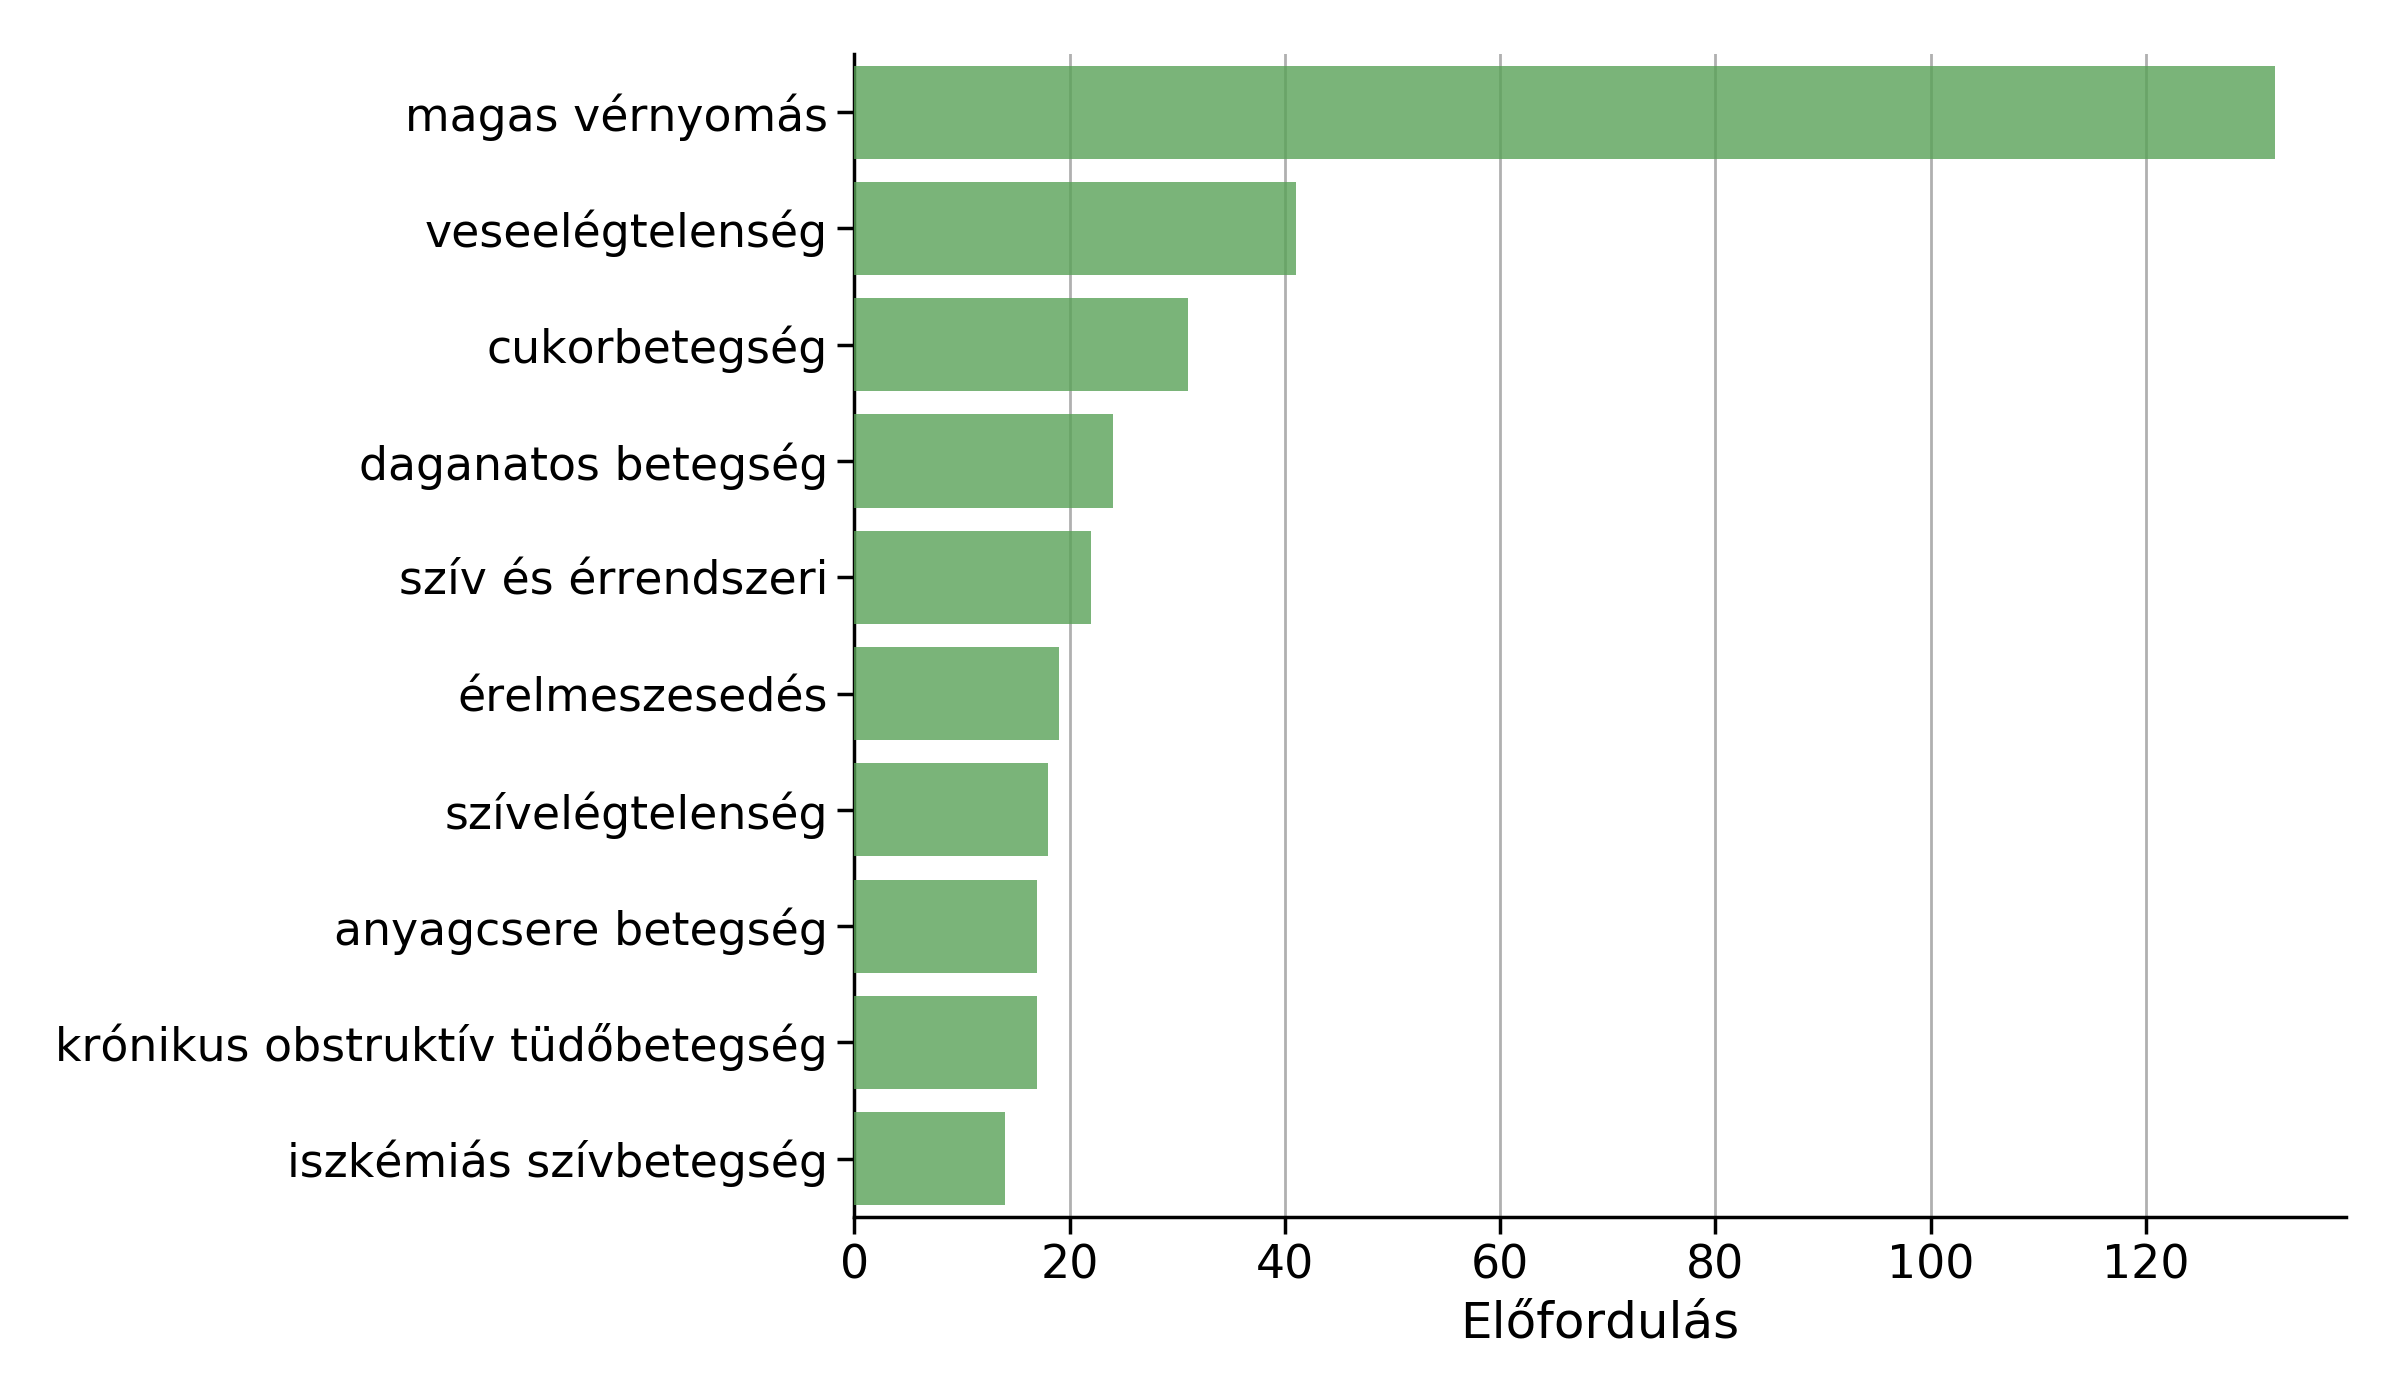 magas vérnyomás
veseelégtelenség
cukorbetegség
daganatos betegség
szív és érrendszeri
érelmeszesedés
szívelégtelenség
anyagcsere betegség
krónikus obstruktív tüdőbetegség
iszkémiás szívbetegség
0 20 40 60 80 100 120
Előfordulás